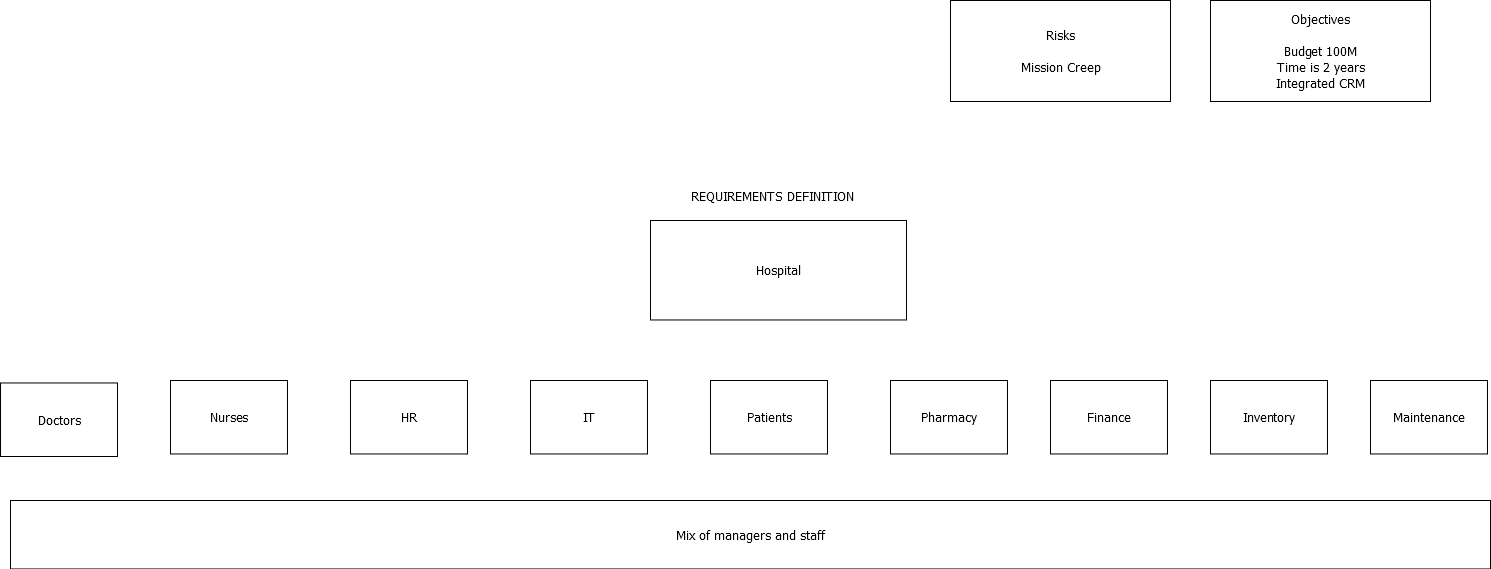 Risks
Mission Creep
Objectives
Budget 100M
Time is 2 years
Integrated CRM
REQUIREMENTS DEFINITION
Hospital
Doctors
Nurses
HR
IT
Patients
Pharmacy
Finance
Inventory
Maintenance
Mix of managers and staff